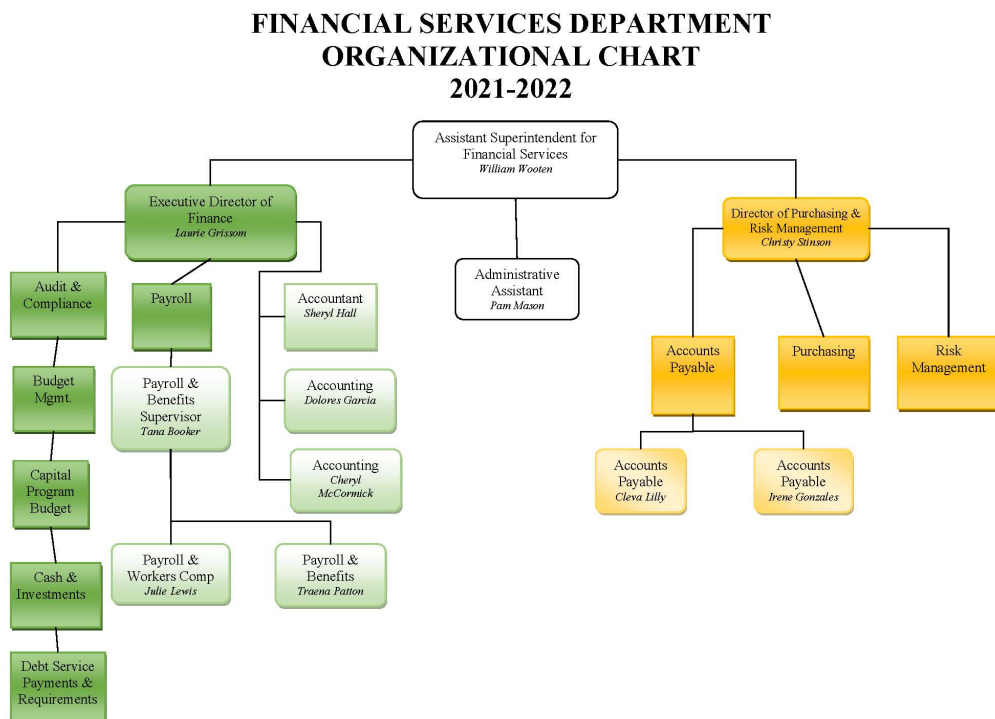 FINANCIAL SERVICES DEPARTMENT
ORGANIZATIONAL CHART
2021-2022
Assistant Superintendent for
Financial Services
William Wooten
Executive Director of
Finance
Laurie Grissom
Director of Purchasing &
Risk Management
Christy Stinson
Administrative
Assistant
Pam Mason
Audit &
Compliance
Payroll
Accountant
Sheryl Hall
Budget
Mgmt.
Payroll &
Benefits
Supervisor
Tana Booker
Accounting
Dolores Garcia
Accounts
Payable
Purchasing
Risk
Management
Capital
Program
Budget
Accounting
Cheryl
McCormick
Accounts
Payable
Cleva Lilly
Accounts
Payable
Irene Gonzales
Cash &
Investments
Payroll &
Workers Comp
Julie Lewis
Payroll &
Benefits
Traena Patton
Debt Service
Payments &
Requirements